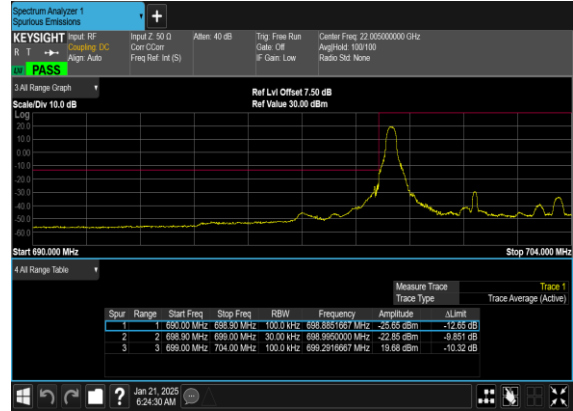 Spectrum Analyzer 1
Spurious Emissions
KEYSIGHT Input: RF Input Z: 50 Ω Atten: 40 dB Trig: Free Run Center Freq: 22.005000000 GHz
R T Coupling: DC Corr CCorr Gate: Off Avg|Hold: 100/100
Align: Auto Freq Ref: Int (S) IF Gain: Low Radio Std: None
LM PASS
3 All Range Graph
Ref Lvl Offset 7.50 dB
Scale/Div 10.0 dB Ref Value 30.00 dBm
Log
20.0
10.0
0.00
-10.0
-20.0
-30.0
-40.0
-50.0
-60.0
Start 690.000 MHz Stop 704.000 MHz
4 All Range Table
Measure Trace Trace 1
Trace Type Trace Average (Active)
Spur Range Start Freq Stop Freq RBW Frequency Amplitude ΔLimit
1 1 690.00 MHz 698.90 MHz 100.0 kHz 698.8851667 MHz -25.65 dBm -12.65 dB
2 2 698.90 MHz 699.00 MHz 30.00 kHz 698.9950000 MHz -22.85 dBm -9.851 dB
3 3 699.00 MHz 704.00 MHz 100.0 kHz 699.2916667 MHz 19.68 dBm -10.32 dB
? Jan 21, 2025
6:24:30 AM